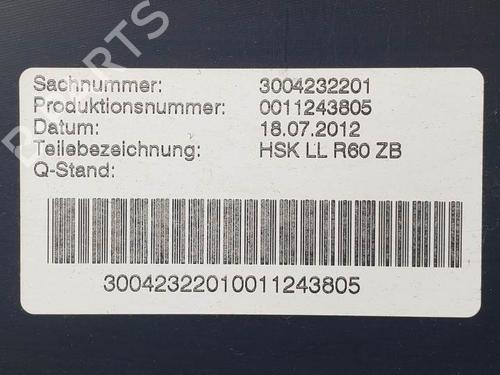 Sachnummer: 3004232201
Produktionsnummer: 0011243805
Datum: 18.07.2012
Teilebezeichnung: HSK LL R60 ZB
Q-Stand:
30042322010011243805